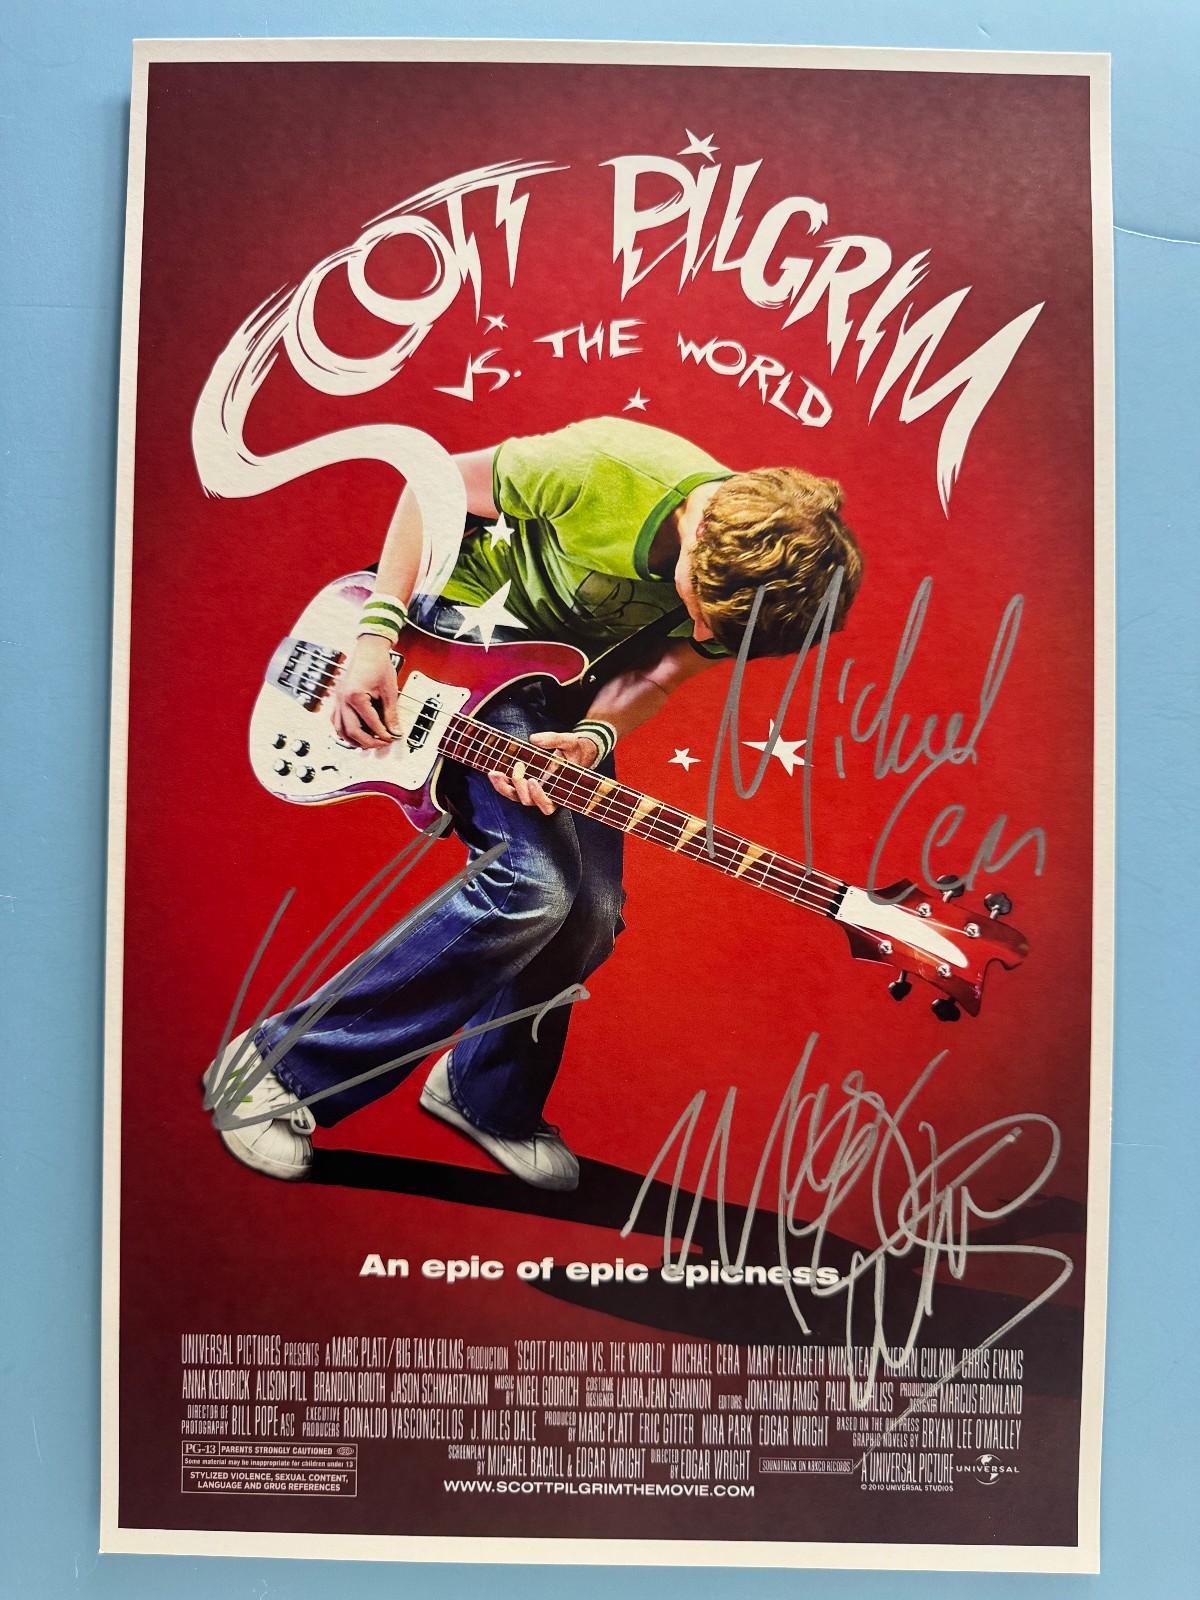 SCOTT PILGRIM
VS. THE WORLD
Michael
Cera
An epic of epic epicness.
UNIVERSAL PICTURES PRESENTS A MARC PLATT/BIG TALK FILMS PRODUCTION 'SCOTT PILGRIM VS. THE WORLD' MICHAEL CERA MARY ELIZABETH WINSTEAD KIERAN CULKIN CHRIS EVANS
ANNA KENDRICK ALISON PILL BRANDON ROUTH JASON SCHWARTZMAN MUSIC BY NIGEL GODRICH COSTUME DESIGNER LAURA JEAN SHANNON EDITORS JONATHAN AMOS PAUL MACHLISS PRODUCTION DESIGNER MARCUS ROWLAND
DIRECTOR OF PHOTOGRAPHY BILL POPE ASC EXECUTIVE PRODUCERS RONALDO VASCONCELLOS J. MILES DALE PRODUCED BY MARC PLATT ERIC GITTER NIRA PARK EDGAR WRIGHT BASED ON THE ONI PRESS GRAPHIC NOVELS BY BRYAN LEE O'MALLEY
SCREENPLAY BY MICHAEL BACALL & EDGAR WRIGHT DIRECTED BY EDGAR WRIGHT SOUNDTRACK ON ABKCO RECORDS A UNIVERSAL PICTURE UNIVERSAL
PG-13 PARENTS STRONGLY CAUTIONED
Some material may be inappropriate for children under 13
STYLIZED VIOLENCE, SEXUAL CONTENT,
LANGUAGE AND GRUG REFERENCES
WWW.SCOTTPILGRIMTHEMOVIE.COM
© 2010 UNIVERSAL STUDIOS